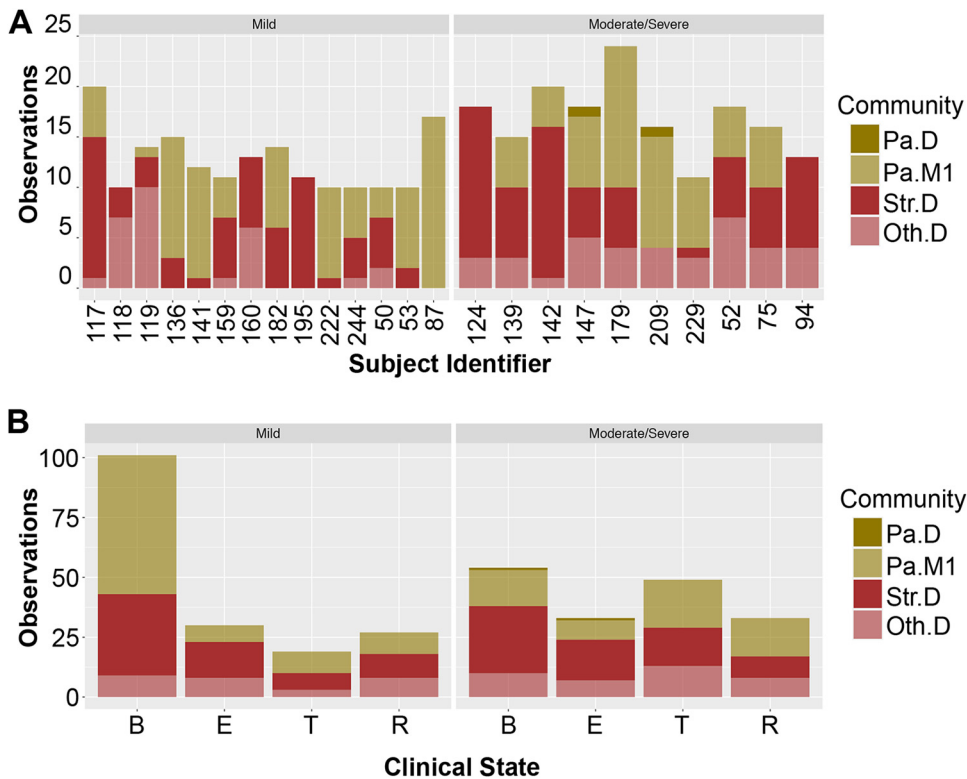 A
Mild
Moderate/Severe
25
20
15
10
5
0
Observations
117
118
119
136
141
159
160
182
195
222
244
50
53
87
124
139
142
147
179
209
229
52
75
94
Subject Identifier
Community
Pa.D
Pa.M1
Str.D
Oth.D
B
Mild
Moderate/Severe
100
75
50
25
0
Observations
B E T R
B E T R
Clinical State
Community
Pa.D
Pa.M1
Str.D
Oth.D